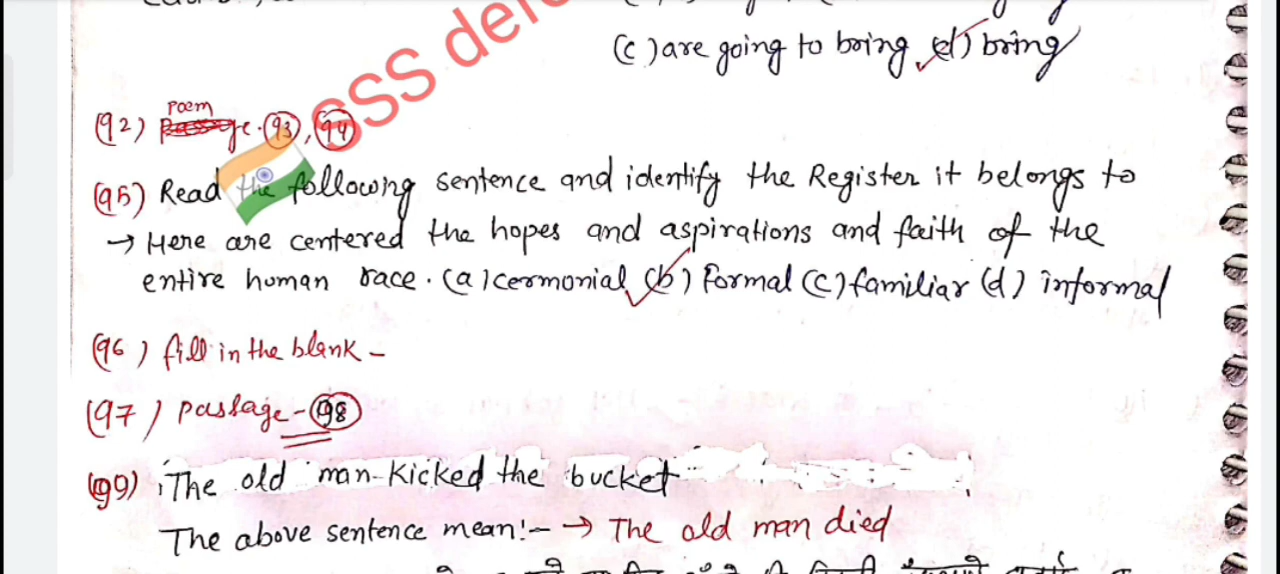 (c) are going to bring (d) bring
SSS def
poem
(92) . (93), (94)
(95) Read the following sentence and identify the Register it belongs to
→ Here are centered the hopes and aspirations and faith of the
entire human race. (a) cermonial (b) Formal (c) familiar (d) informal
(96) fill in the blank -
(97) passage - (98)
(99) The old man-Kicked the bucket
The above sentence mean:- → The old man died